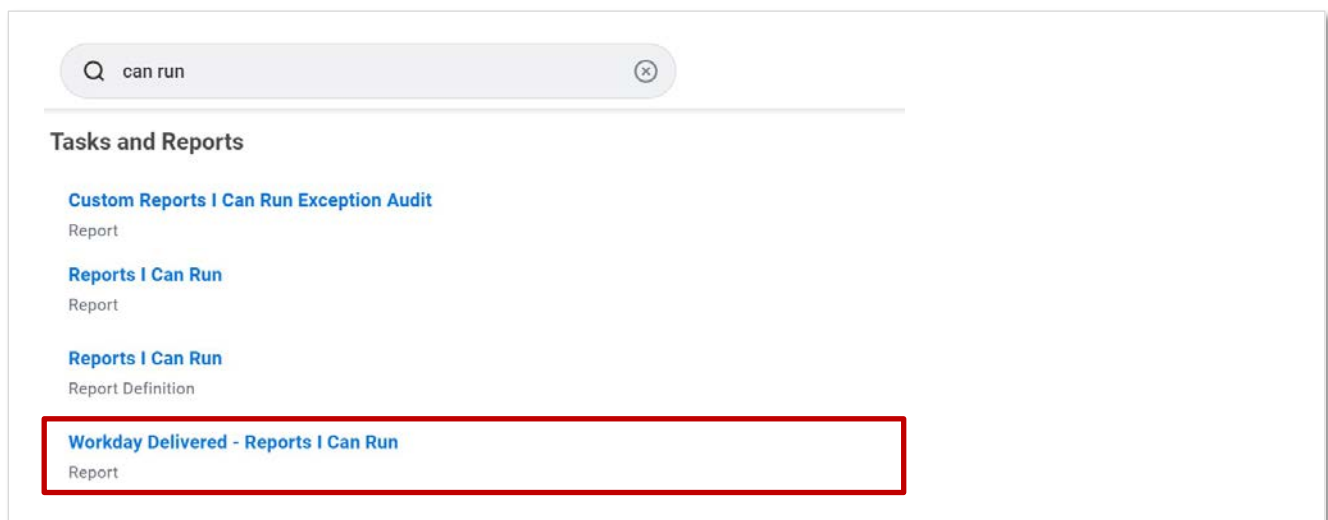 can run
Tasks and Reports
Custom Reports I Can Run Exception Audit
Report
Reports I Can Run
Report
Reports I Can Run
Report Definition
Workday Delivered - Reports I Can Run
Report